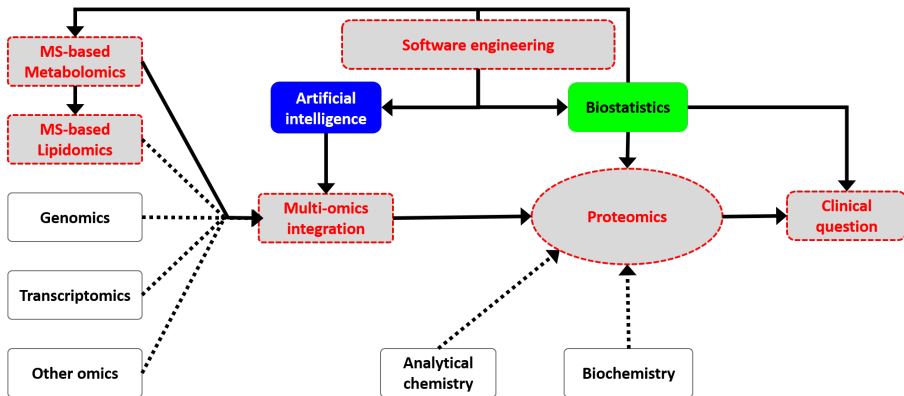 Software engineering
MS-based
Metabolomics
Artificial
intelligence
Biostatistics
MS-based
Lipidomics
Genomics
Multi-omics
integration
Proteomics
Clinical
question
Transcriptomics
Other omics
Analytical
chemistry
Biochemistry